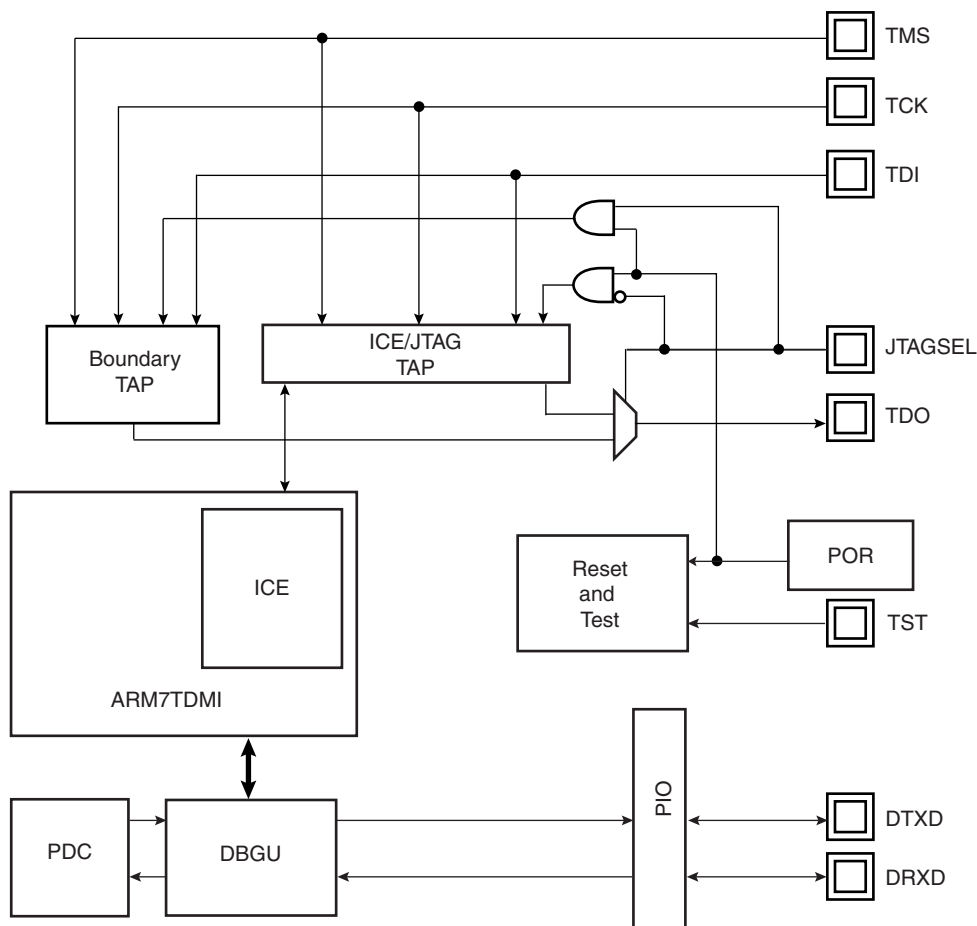 TMS
TCK
TDI
Boundary
TAP
ICE/JTAG
TAP
JTAGSEL
TDO
ICE
ARM7TDMI
Reset
and
Test
POR
TST
PDC
DBGU
PIO
DTXD
DRXD